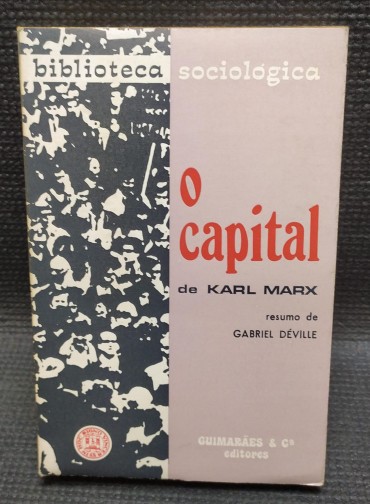 biblioteca sociológica
o
capital
de KARL MARX
resumo de
GABRIEL DÉVILLE
GUIMARÃES & Cª
editores